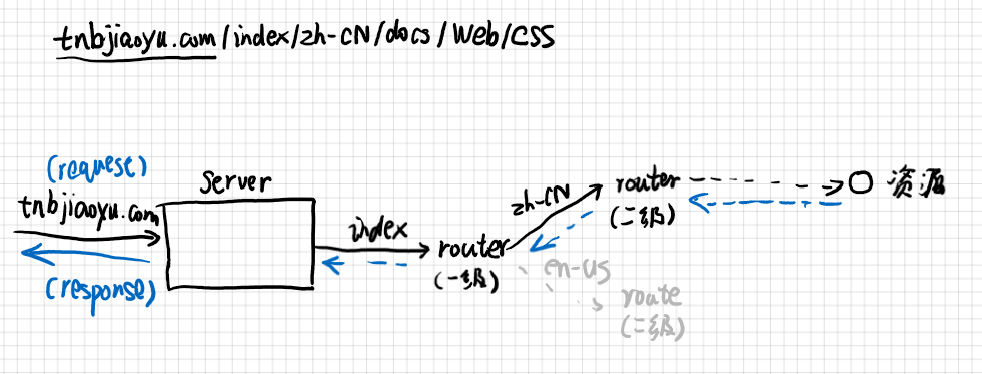 tnbjiaoyu.com/index/zh-CN/docs/Web/CSS
(requese)
tnbjiaoyu.com
(response)
Server
index
router
(一级)
zh-CN
router
(二级)
资源
en-us
route
(二级)